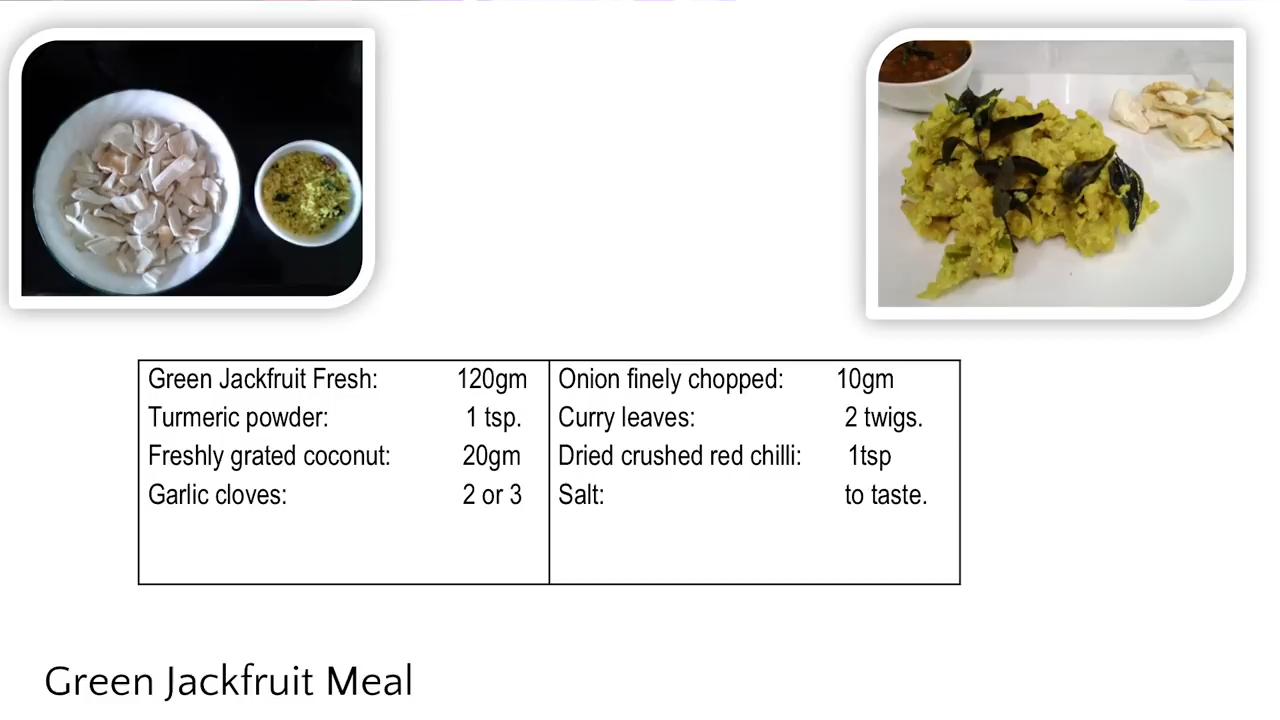 Green Jackfruit Fresh: 120gm
Turmeric powder: 1 tsp.
Freshly grated coconut: 20gm
Garlic cloves: 2 or 3
Onion finely chopped: 10gm
Curry leaves: 2 twigs.
Dried crushed red chilli: 1tsp
Salt: to taste.
Green Jackfruit Meal